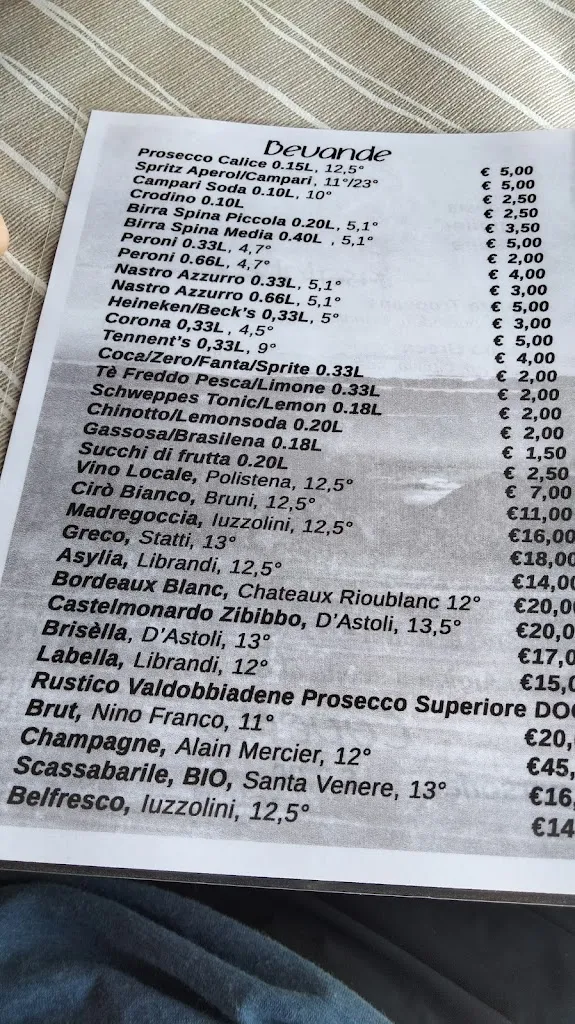 Bevande
Prosecco Calice 0.15L, 12,5° € 5,00
Spritz Aperol/Campari, 11°/23° € 5,00
Campari Soda 0.10L, 10° € 2,50
Crodino 0.10L € 2,50
Birra Spina Piccola 0.20L, 5,1° € 3,50
Birra Spina Media 0.40L , 5,1° € 5,00
Peroni 0.33L, 4,7° € 2,00
Peroni 0.66L, 4,7° € 4,00
Nastro Azzurro 0.33L, 5,1° € 3,00
Nastro Azzurro 0.66L, 5,1° € 5,00
Heineken/Beck's 0,33L, 5° € 3,00
Corona 0,33L , 4,5° € 5,00
Tennent's 0,33L, 9° € 4,00
Coca/Zero/Fanta/Sprite 0.33L € 2,00
Tè Freddo Pesca/Limone 0.33L € 2,00
Schweppes Tonic/Lemon 0.18L € 2,00
Chinotto/Lemonsoda 0.20L € 2,00
Gassosa/Brasilena 0.18L € 1,50
Succhi di frutta 0.20L € 2,50
Vino Locale, Polistena, 12,5° € 7,00
Cirò Bianco, Bruni, 12,5° €11,00
Madregoccia, Iuzzolini, 12,5° €16,00
Greco, Statti, 13° €18,00
Asylia, Librandi, 12,5° €14,00
Bordeaux Blanc, Chateaux Rioublanc 12° €20,0
Castelmonardo Zibibbo, D'Astoli, 13,5° €20,0
Brisèlla, D'Astoli, 13° €17,0
Labella, Librandi, 12° €15,0
Rustico Valdobbiadene Prosecco Superiore DOC
Brut, Nino Franco, 11° €20,
Champagne, Alain Mercier, 12° €45,
Scassabarile, BIO, Santa Venere, 13° €16,
Belfresco, Iuzzolini, 12,5° €14